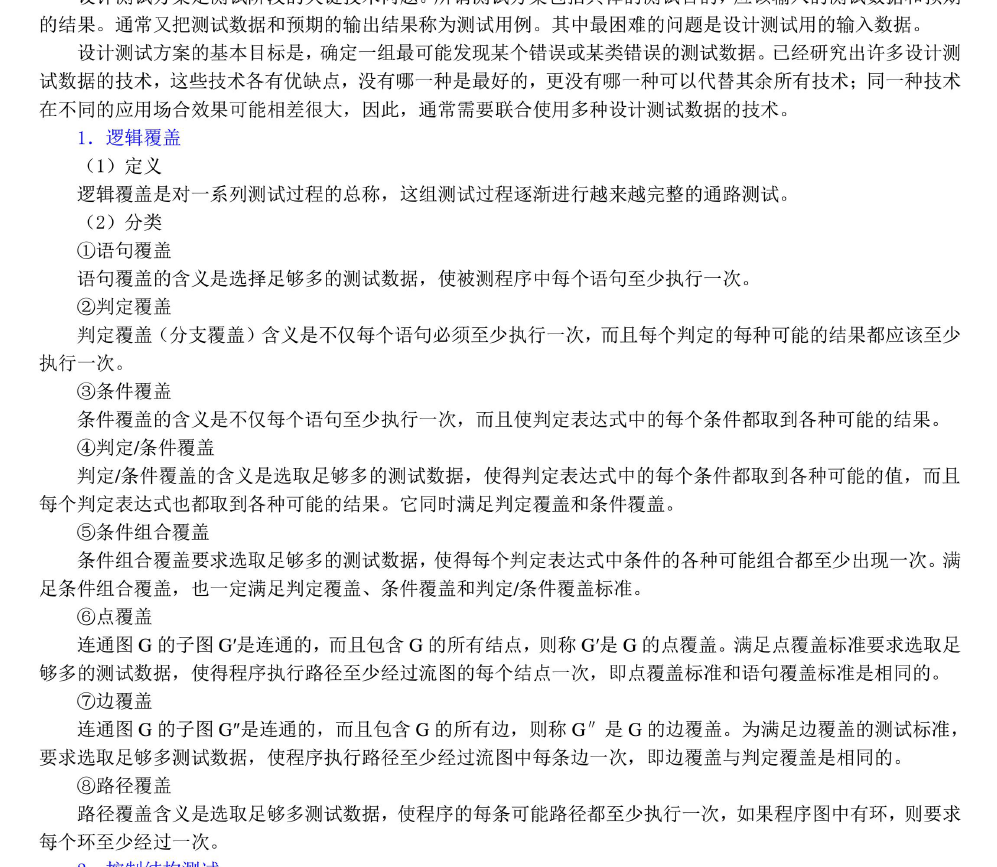 的结果。通常又把测试数据和预期的输出结果称为测试用例。其中最困难的问题是设计测试用的输入数据。
设计测试方案的基本目标是，确定一组最可能发现某个错误或某类错误的测试数据。已经研究出许多设计测
试数据的技术，这些技术各有优缺点，没有哪一种是最好的，更没有哪一种可以代替其余所有技术；同一种技术
在不同的应用场合效果可能相差很大，因此，通常需要联合使用多种设计测试数据的技术。
1．逻辑覆盖
（1）定义
逻辑覆盖是对一系列测试过程的总称，这组测试过程逐渐进行越来越完整的通路测试。
（2）分类
①语句覆盖
语句覆盖的含义是选择足够多的测试数据，使被测程序中每个语句至少执行一次。
②判定覆盖
判定覆盖（分支覆盖）含义是不仅每个语句必须至少执行一次，而且每个判定的每种可能的结果都应该至少
执行一次。
③条件覆盖
条件覆盖的含义是不仅每个语句至少执行一次，而且使判定表达式中的每个条件都取到各种可能的结果。
④判定/条件覆盖
判定/条件覆盖的含义是选取足够多的测试数据，使得判定表达式中的每个条件都取到各种可能的值，而且
每个判定表达式也都取到各种可能的结果。它同时满足判定覆盖和条件覆盖。
⑤条件组合覆盖
条件组合覆盖要求选取足够多的测试数据，使得每个判定表达式中条件的各种可能组合都至少出现一次。满
足条件组合覆盖，也一定满足判定覆盖、条件覆盖和判定/条件覆盖标准。
⑥点覆盖
连通图 G 的子图 G′是连通的，而且包含 G 的所有结点，则称 G′是 G 的点覆盖。满足点覆盖标准要求选取足
够多的测试数据，使得程序执行路径至少经过流图的每个结点一次，即点覆盖标准和语句覆盖标准是相同的。
⑦边覆盖
连通图 G 的子图 G″是连通的，而且包含 G 的所有边，则称 G″ 是 G 的边覆盖。为满足边覆盖的测试标准，
要求选取足够多测试数据，使程序执行路径至少经过流图中每条边一次，即边覆盖与判定覆盖是相同的。
⑧路径覆盖
路径覆盖含义是选取足够多测试数据，使程序的每条可能路径都至少执行一次，如果程序图中有环，则要求
每个环至少经过一次。